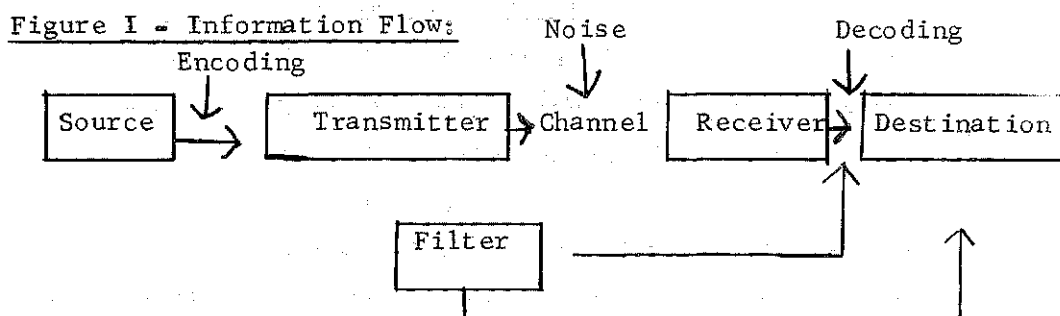 Figure I - Information Flow:
Noise
Decoding
Encoding
Source
Transmitter
Channel
Receiver
Destination
Filter